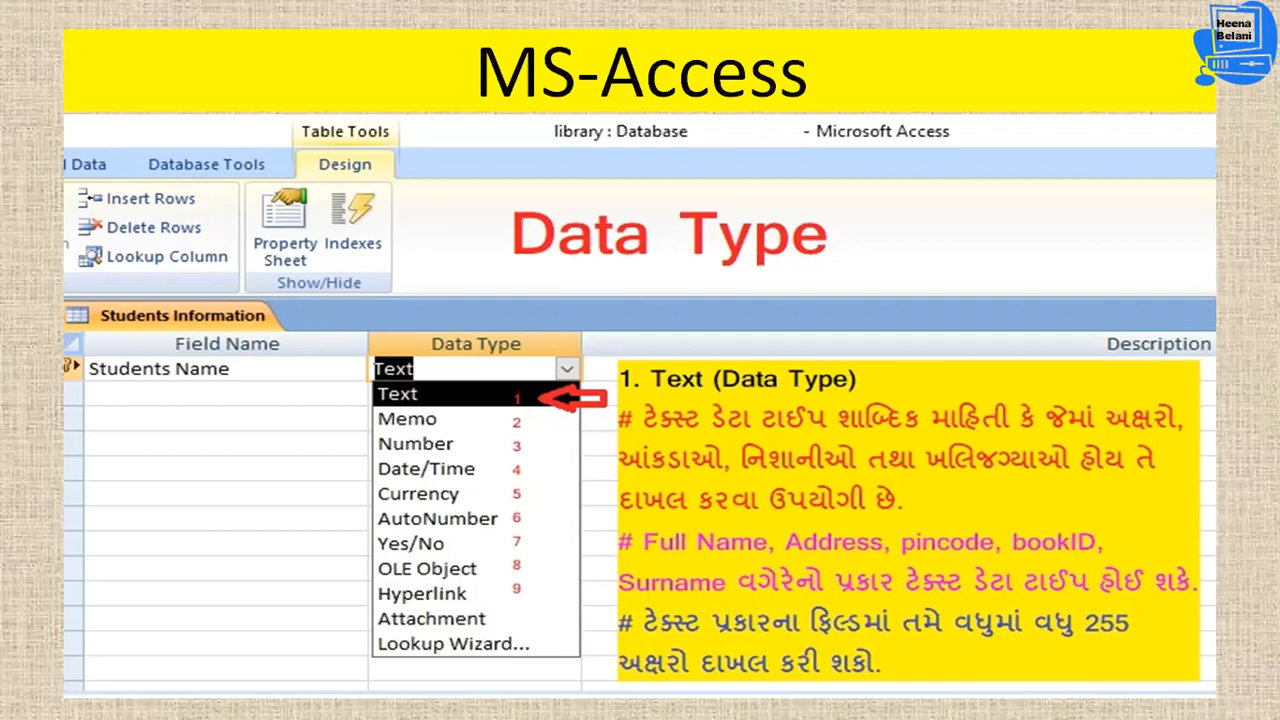 Heena
Belani
MS-Access
Table Tools
library : Database - Microsoft Access
l Data Database Tools Design
Insert Rows
Delete Rows
Lookup Column
Property Sheet
Indexes
Show/Hide
Data Type
Students Information
Field Name Data Type Description
Students Name Text
Text 1
Memo 2
Number 3
Date/Time 4
Currency 5
AutoNumber 6
Yes/No 7
OLE Object 8
Hyperlink 9
Attachment
Lookup Wizard...
1. Text (Data Type)
# ટેક્સ્ટ ડેટા ટાઈપ શાબ્દિક માહિતી કે જેમાં અક્ષરો,
આંકડાઓ, નિશાનીઓ તથા ખાલિજગ્યાઓ હોય તે
દાખલ કરવા ઉપયોગી છે.
# Full Name, Address, pincode, bookID,
Surname વગેરેનો પ્રકાર ટેક્સ્ટ ડેટા ટાઈપ હોઈ શકે.
# ટેક્સ્ટ પ્રકારના ફિલ્ડમાં તમે વધુમાં વધુ 255
અક્ષરો દાખલ કરી શકો.